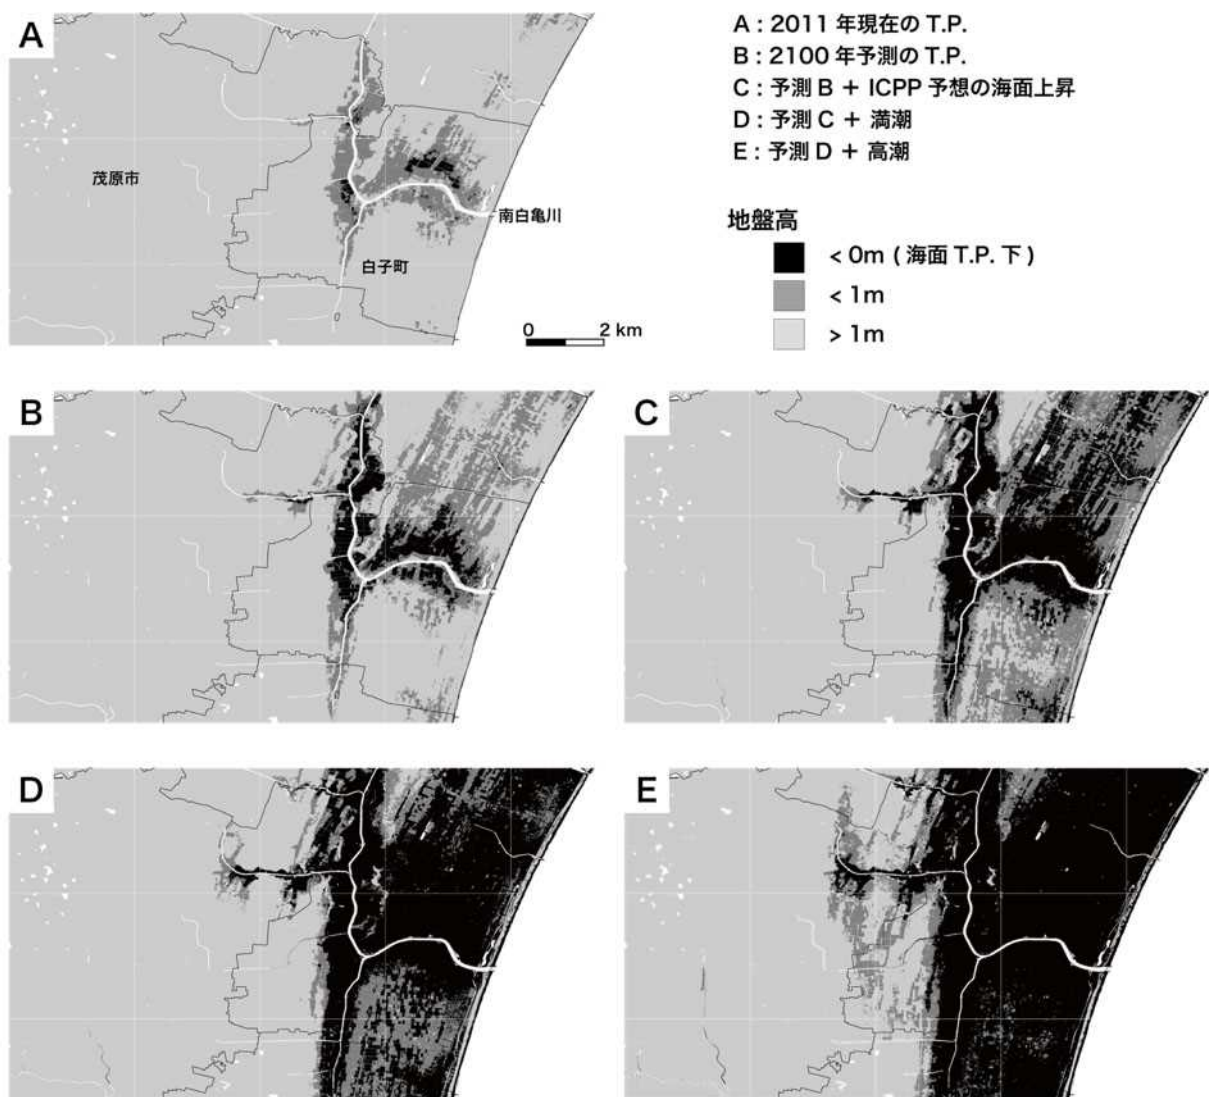 A
A : 2011 年現在の T.P.
B : 2100 年予測の T.P.
C : 予測 B + ICPP 予想の海面上昇
D : 予測 C + 満潮
E : 予測 D + 高潮
茂原市
南白亀川
白子町
地盤高
< 0m ( 海面 T.P. 下 )
< 1m
> 1m
0 2 km
B
C
D
E